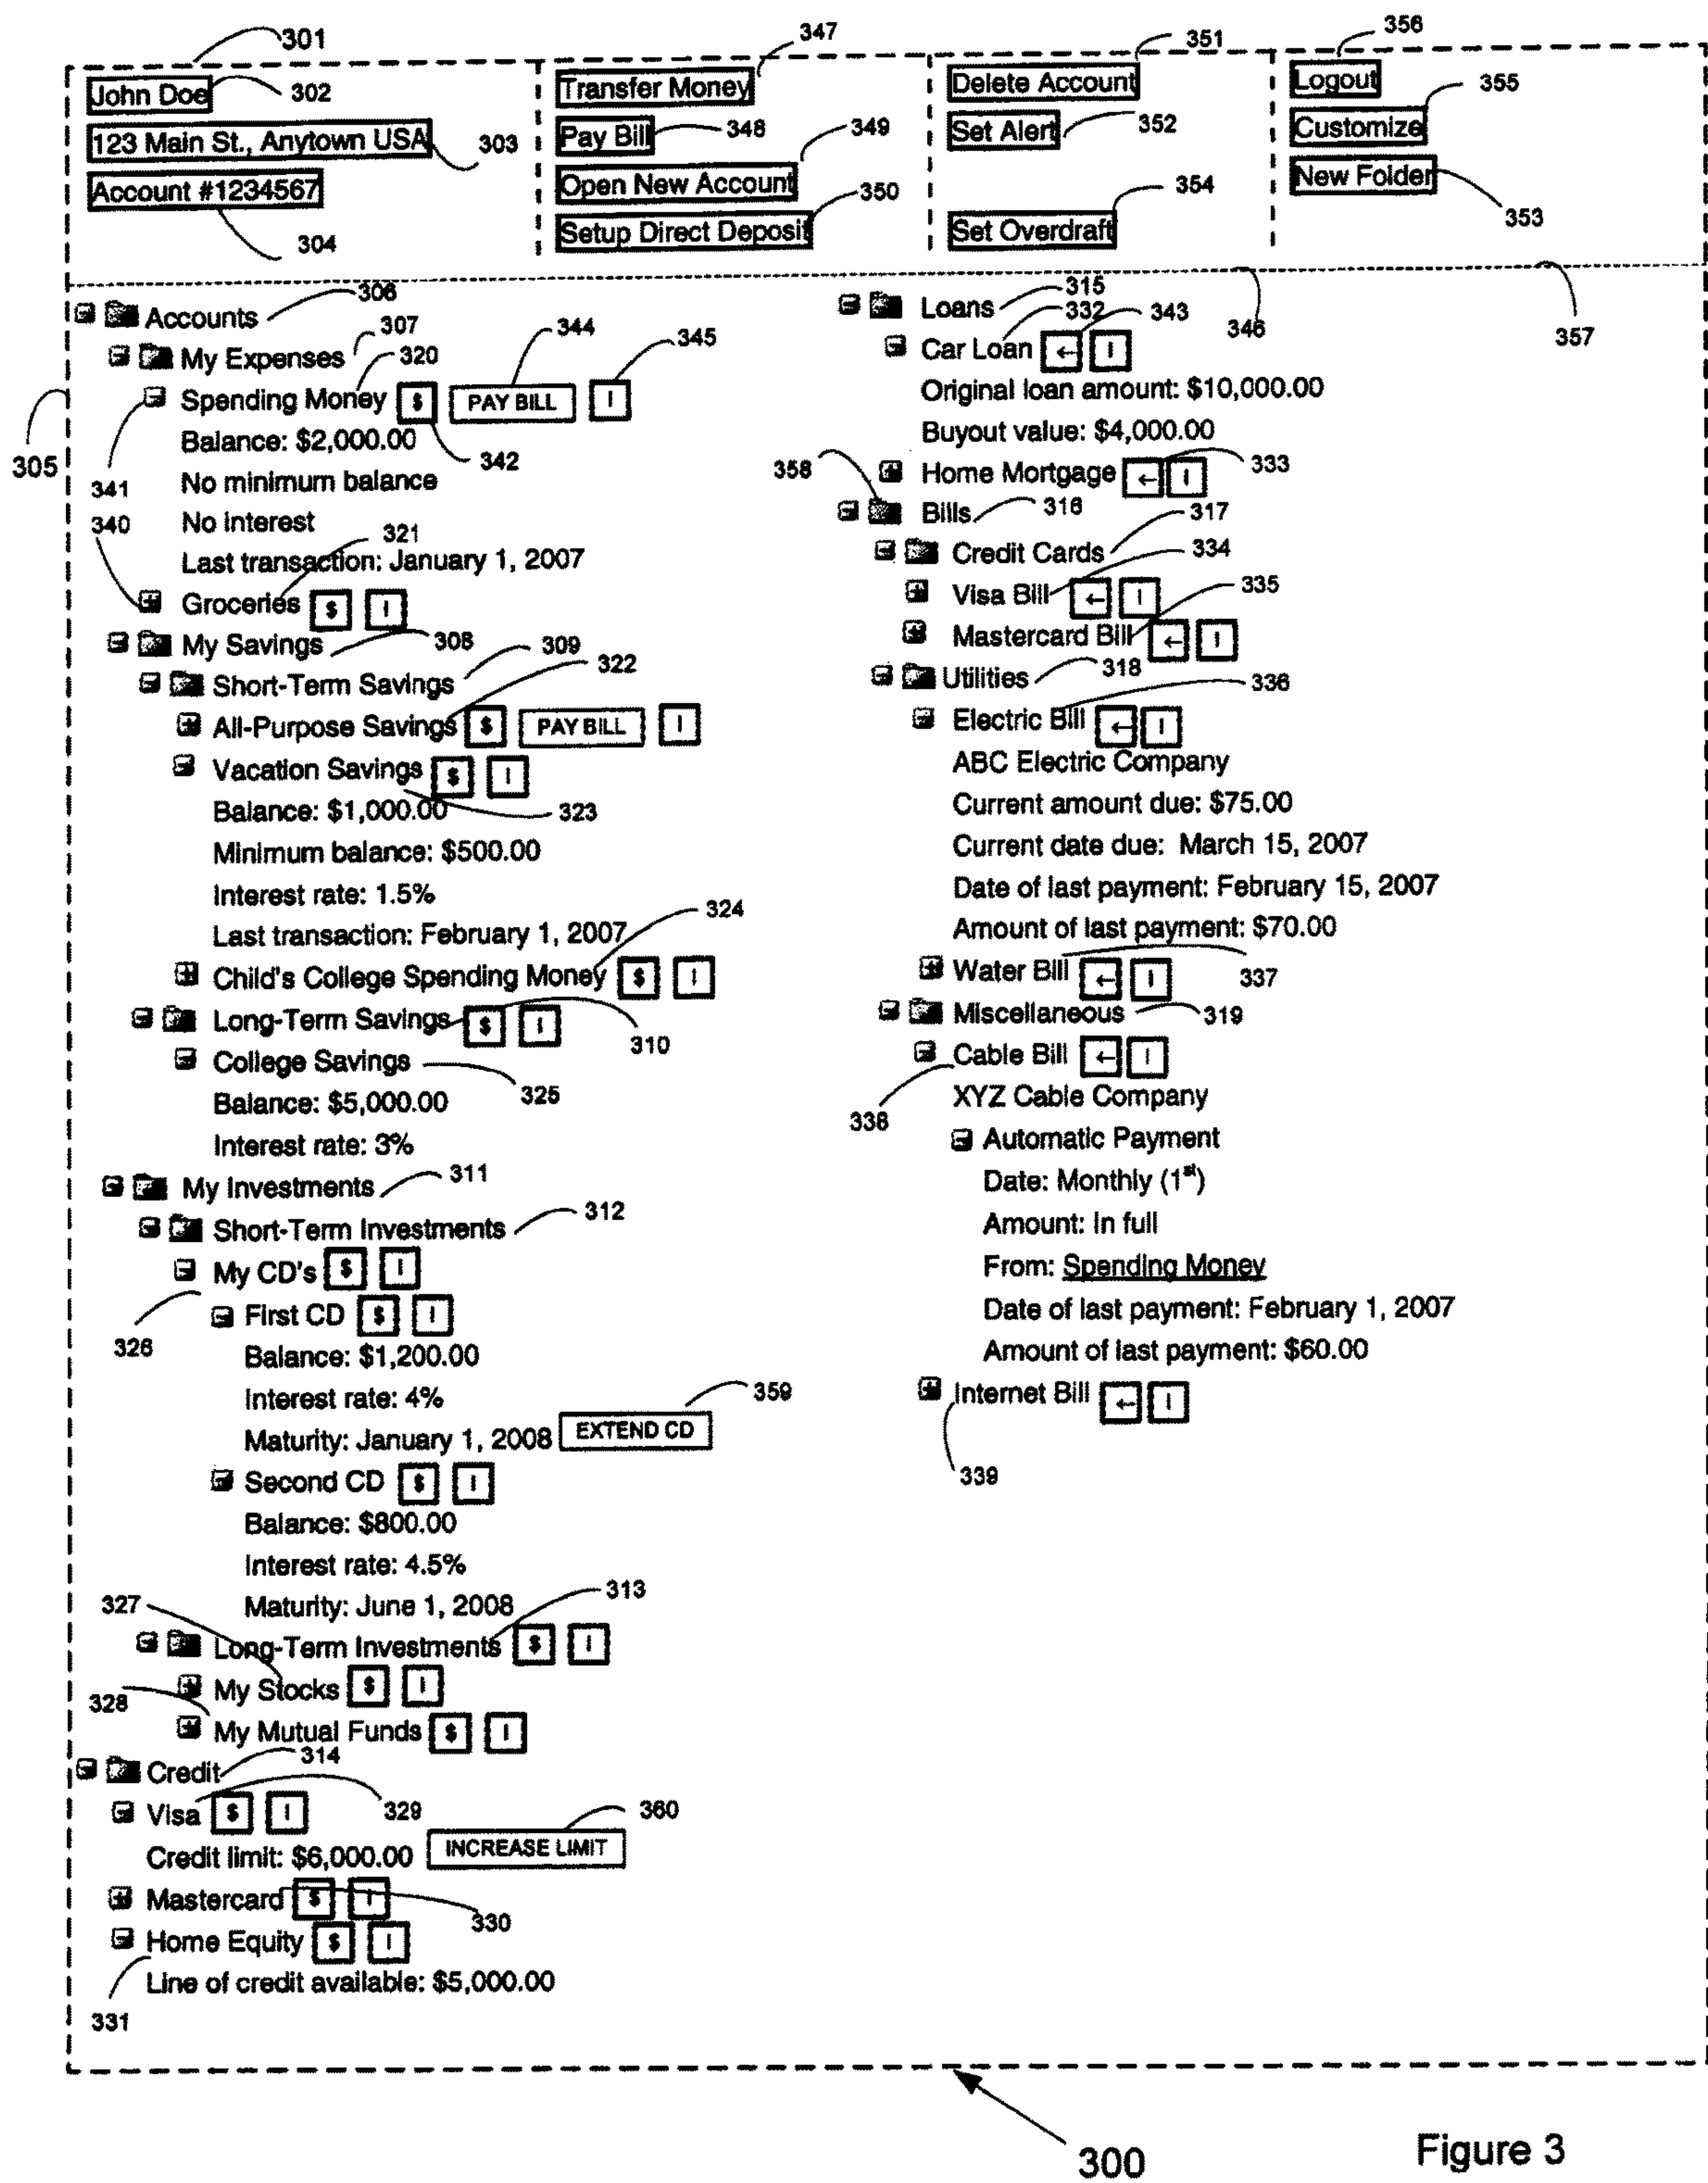 301
John Doe
302
123 Main St., Anytown USA
303
Account #1234567
304
347
Transfer Money
Pay Bill
348
349
Open New Account
350
Setup Direct Deposit
351
Delete Account
Set Alert
352
354
Set Overdraft
356
Logout
355
Customize
New Folder
353
346
357
305
Accounts
306
My Expenses
307
344
345
Spending Money $ PAY BILL I
320
Balance: $2,000.00
342
341
No minimum balance
340
No interest
321
Last transaction: January 1, 2007
Groceries $ I
My Savings
308
309
Short-Term Savings
322
All-Purpose Savings $ PAY BILL I
Vacation Savings $ I
Balance: $1,000.00
323
Minimum balance: $500.00
Interest rate: 1.5%
324
Last transaction: February 1, 2007
Child's College Spending Money $ I
Long-Term Savings $ I
310
College Savings
325
Balance: $5,000.00
Interest rate: 3%
My Investments
311
Short-Term Investments
312
My CD's $ I
326
First CD $ I
Balance: $1,200.00
Interest rate: 4%
359
Maturity: January 1, 2008 EXTEND CD
Second CD $ I
Balance: $800.00
Interest rate: 4.5%
313
327
Maturity: June 1, 2008
Long-Term Investments $ I
My Stocks $ I
328
My Mutual Funds $ I
314
Credit
Visa $ I
329
360
Credit limit: $6,000.00 INCREASE LIMIT
Mastercard $ I
330
Home Equity $ I
Line of credit available: $5,000.00
331
Loans
315
332
343
Car Loan ← I
Original loan amount: $10,000.00
Buyout value: $4,000.00
358
Home Mortgage ← I
333
Bills
316
317
Credit Cards
334
Visa Bill ← I
335
Mastercard Bill ← I
Utilities
318
336
Electric Bill ← I
ABC Electric Company
Current amount due: $75.00
Current date due: March 15, 2007
Date of last payment: February 15, 2007
Amount of last payment: $70.00
Water Bill ← I
337
Miscellaneous
319
Cable Bill ← I
338
XYZ Cable Company
Automatic Payment
Date: Monthly (1st)
Amount: In full
From: Spending Money
Date of last payment: February 1, 2007
Amount of last payment: $60.00
Internet Bill ← I
339
300
Figure 3